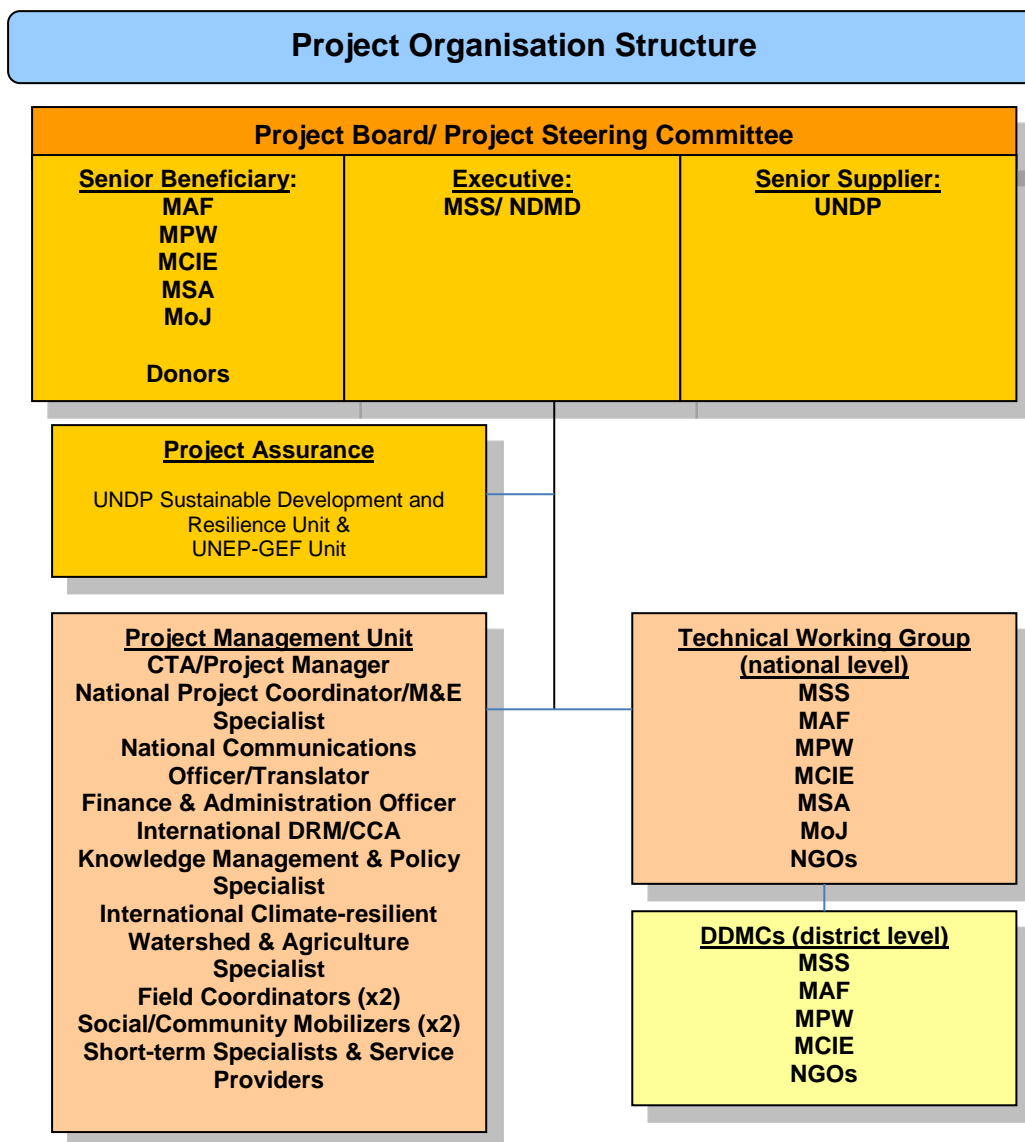 Project Organisation Structure
Project Board/ Project Steering Committee
Senior Beneficiary:
MAF
MPW
MCIE
MSA
MoJ
Donors
Executive:
MSS/ NDMD
Senior Supplier:
UNDP
Project Assurance
UNDP Sustainable Development and
Resilience Unit &
UNEP-GEF Unit
Project Management Unit
CTA/Project Manager
National Project Coordinator/M&E
Specialist
National Communications
Officer/Translator
Finance & Administration Officer
International DRM/CCA
Knowledge Management & Policy
Specialist
International Climate-resilient
Watershed & Agriculture
Specialist
Field Coordinators (x2)
Social/Community Mobilizers (x2)
Short-term Specialists & Service
Providers
Technical Working Group
(national level)
MSS
MAF
MPW
MCIE
MSA
MoJ
NGOs
DDMCs (district level)
MSS
MAF
MPW
MCIE
NGOs